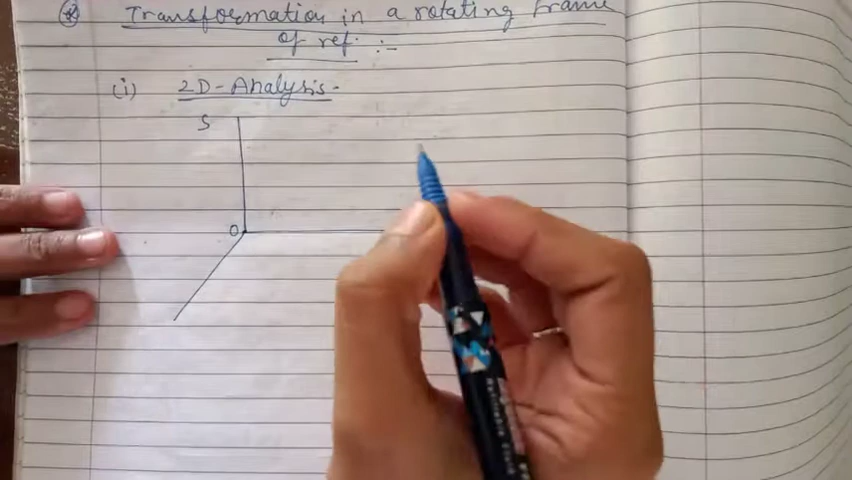 Transformation in a rotating frame
of ref. :-
(i) 2D-Analysis-
S
O